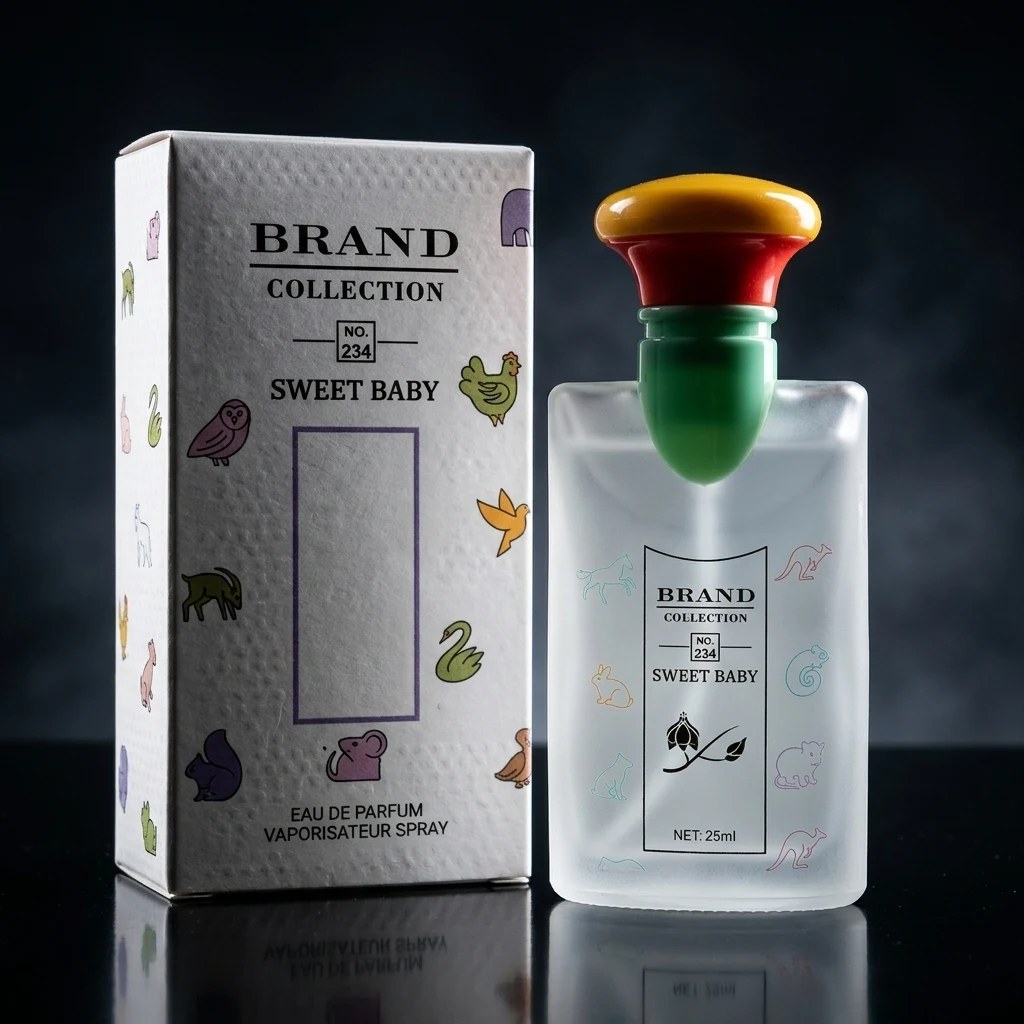 BRAND
COLLECTION
NO.
234
SWEET BABY
EAU DE PARFUM
VAPORISATEUR SPRAY
BRAND
COLLECTION
NO.
234
SWEET BABY
NET: 25ml